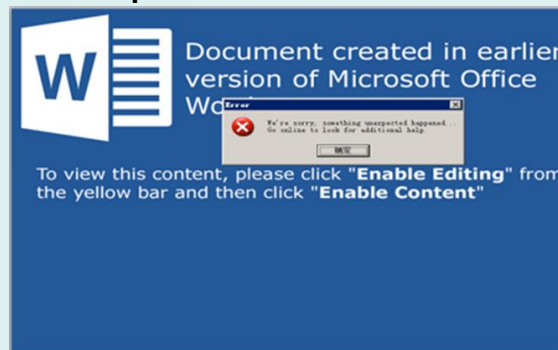 W
Document created in earlier
version of Microsoft Office
Error
We're sorry, something unexpected happened...
Go online to look for additional help.
確定
To view this content, please click "Enable Editing" from
the yellow bar and then click "Enable Content"